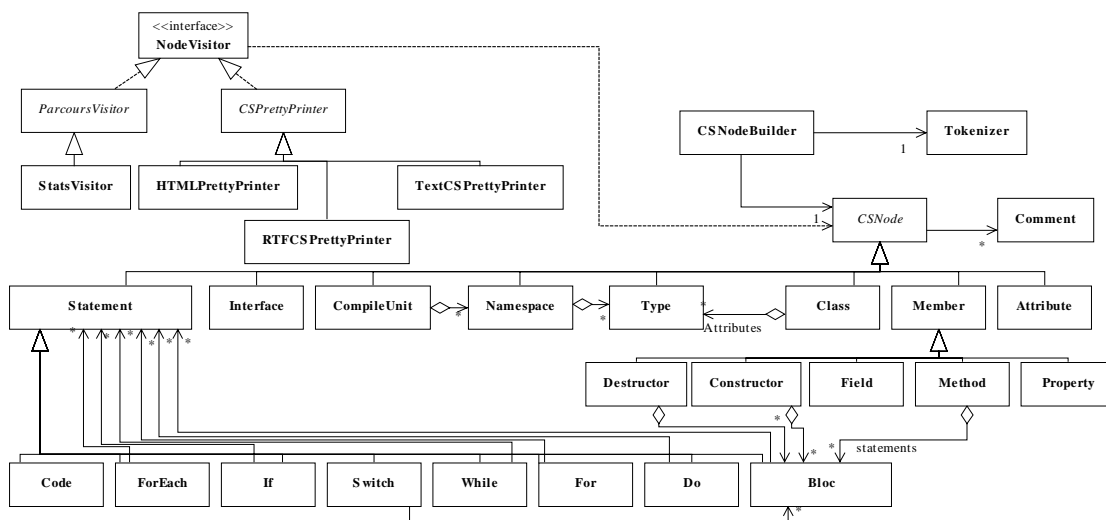 <<interface>>
NodeVisitor
ParcoursVisitor
CSPrettyPrinter
CSNodeBuilder
Tokenizer
1
StatsVisitor
HTMLPrettyPrinter
TextCSPrettyPrinter
RTFCSPrettyPrinter
1
CSNode
*
Comment
Statement
Interface
CompileUnit
*
Namespace
*
Type
*
Attributes
Class
Member
Attribute
* * * * * *
Destructor
Constructor
Field
Method
Property
*
*
* statements
Code
ForEach
If
Switch
While
For
Do
Bloc
*